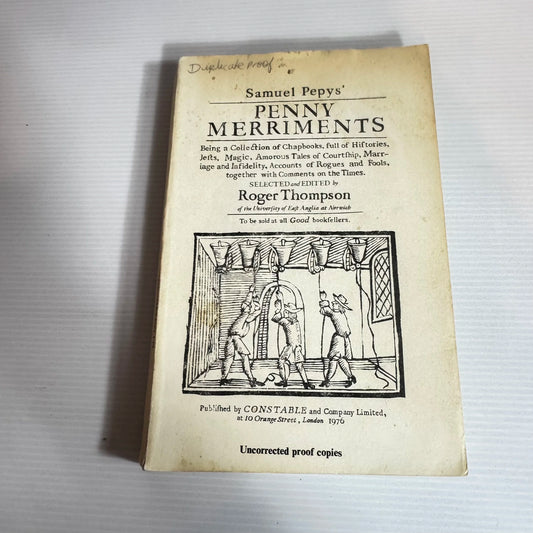 Duplicate proof
Samuel Pepys'
PENNY
MERRIMENTS
Being a Collection of Chapbooks, full of Hiſtories,
Jeſts, Magic, Amorous Tales of Courtſhip, Marr-
iage and Infidelity, Accounts of Rogues and Fools,
together with Comments on the Times.
SELECTED and EDITED by
Roger Thompson
of the Univerſity of Eaſt Anglia at Norwich
To be sold at all Good bookſellers.
Publiſhed by CONSTABLE and Company Limited,
at 10 Orange Street, London 1976
Uncorrected proof copies